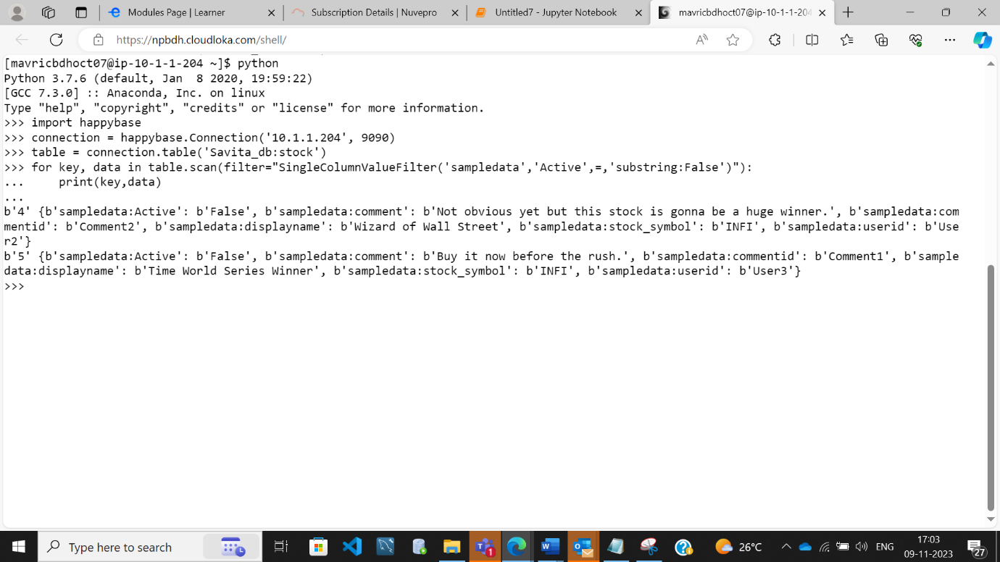 Modules Page | Learner
Subscription Details | Nuvepro
Untitled7 - Jupyter Notebook
mavricbdhoct07@ip-10-1-1-204
https://npbdh.cloudloka.com/shell/
[mavricbdhoct07@ip-10-1-1-204 ~]$ python
Python 3.7.6 (default, Jan  8 2020, 19:59:22)
[GCC 7.3.0] :: Anaconda, Inc. on linux
Type "help", "copyright", "credits" or "license" for more information.
>>> import happybase
>>> connection = happybase.Connection('10.1.1.204', 9090)
>>> table = connection.table('Savita_db:stock')
>>> for key, data in table.scan(filter="SingleColumnValueFilter('sampledata','Active',=,'substring:False')"):
...     print(key,data)
...
b'4' {b'sampledata:Active': b'False', b'sampledata:comment': b'Not obvious yet but this stock is gonna be a huge winner.', b'sampledata:com
mentid': b'Comment2', b'sampledata:displayname': b'Wizard of Wall Street', b'sampledata:stock_symbol': b'INFI', b'sampledata:userid': b'Use
r2'}
b'5' {b'sampledata:Active': b'False', b'sampledata:comment': b'Buy it now before the rush.', b'sampledata:commentid': b'Comment1', b'sample
data:displayname': b'Time World Series Winner', b'sampledata:stock_symbol': b'INFI', b'sampledata:userid': b'User3'}
>>>
Type here to search
1
26°C
ENG
17:03
09-11-2023
27